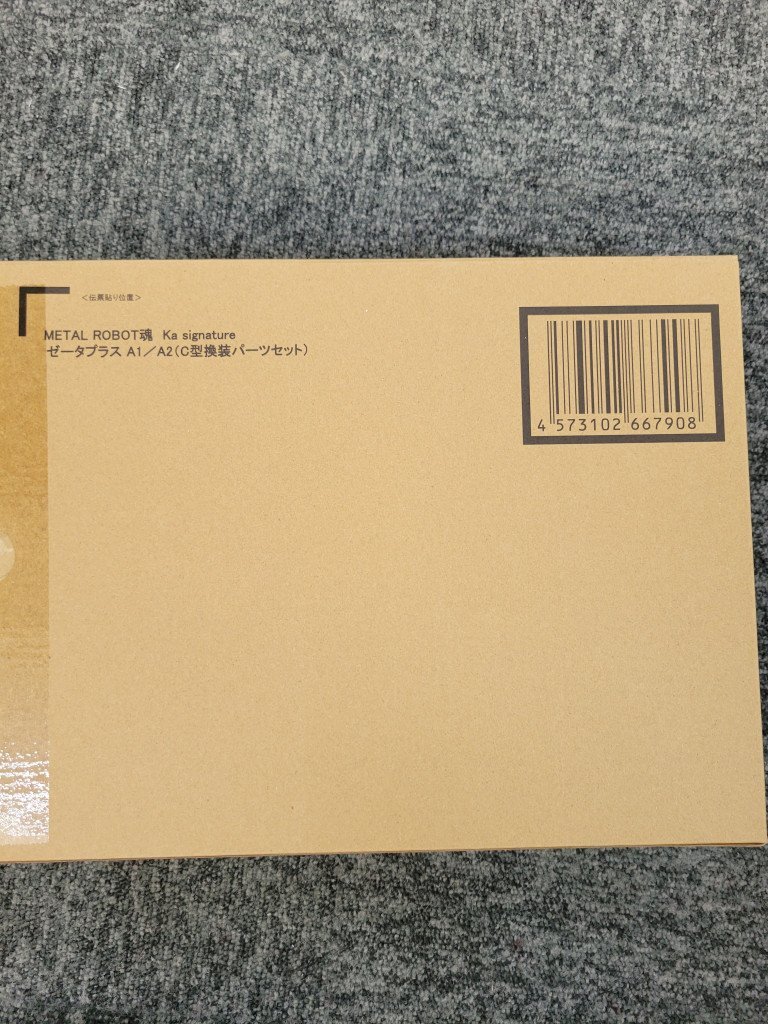 ＜伝票貼り位置＞
METAL ROBOT魂 Ka signature
ゼータプラス A1／A2（C型換装パーツセット）
4 573102 667908